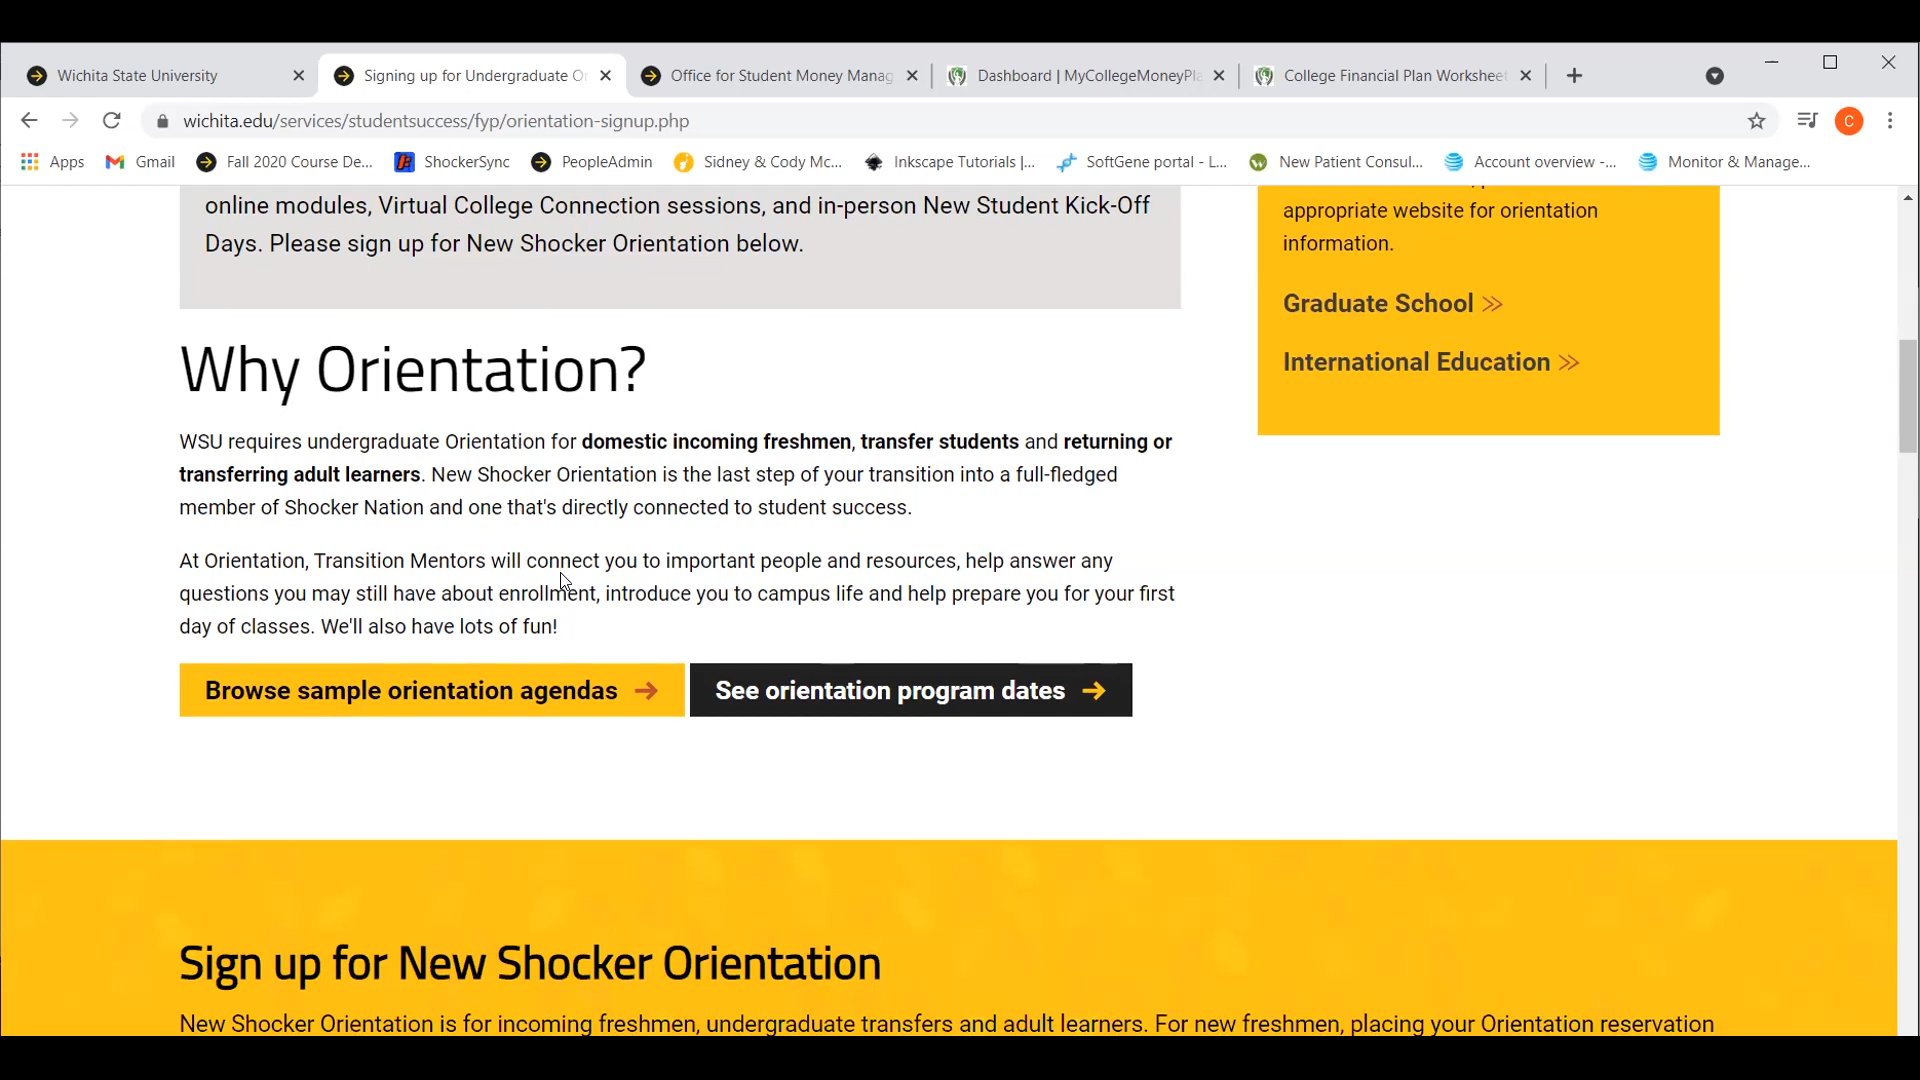 Wichita State University
Signing up for Undergraduate O
Office for Student Money Manag
Dashboard | MyCollegeMoneyPla
College Financial Plan Worksheet
wichita.edu/services/studentsuccess/fyp/orientation-signup.php
C
Apps
Gmail
Fall 2020 Course De...
ShockerSync
PeopleAdmin
Sidney & Cody Mc...
Inkscape Tutorials |...
SoftGene portal - L...
New Patient Consul...
Account overview -...
Monitor & Manage...
online modules, Virtual College Connection sessions, and in-person New Student Kick-Off
Days. Please sign up for New Shocker Orientation below.
appropriate website for orientation
information.
Graduate School >>
International Education >>
Why Orientation?
WSU requires undergraduate Orientation for domestic incoming freshmen, transfer students and returning or
transferring adult learners. New Shocker Orientation is the last step of your transition into a full-fledged
member of Shocker Nation and one that's directly connected to student success.
At Orientation, Transition Mentors will connect you to important people and resources, help answer any
questions you may still have about enrollment, introduce you to campus life and help prepare you for your first
day of classes. We'll also have lots of fun!
Browse sample orientation agendas →
See orientation program dates →
Sign up for New Shocker Orientation
New Shocker Orientation is for incoming freshmen, undergraduate transfers and adult learners. For new freshmen, placing your Orientation reservation